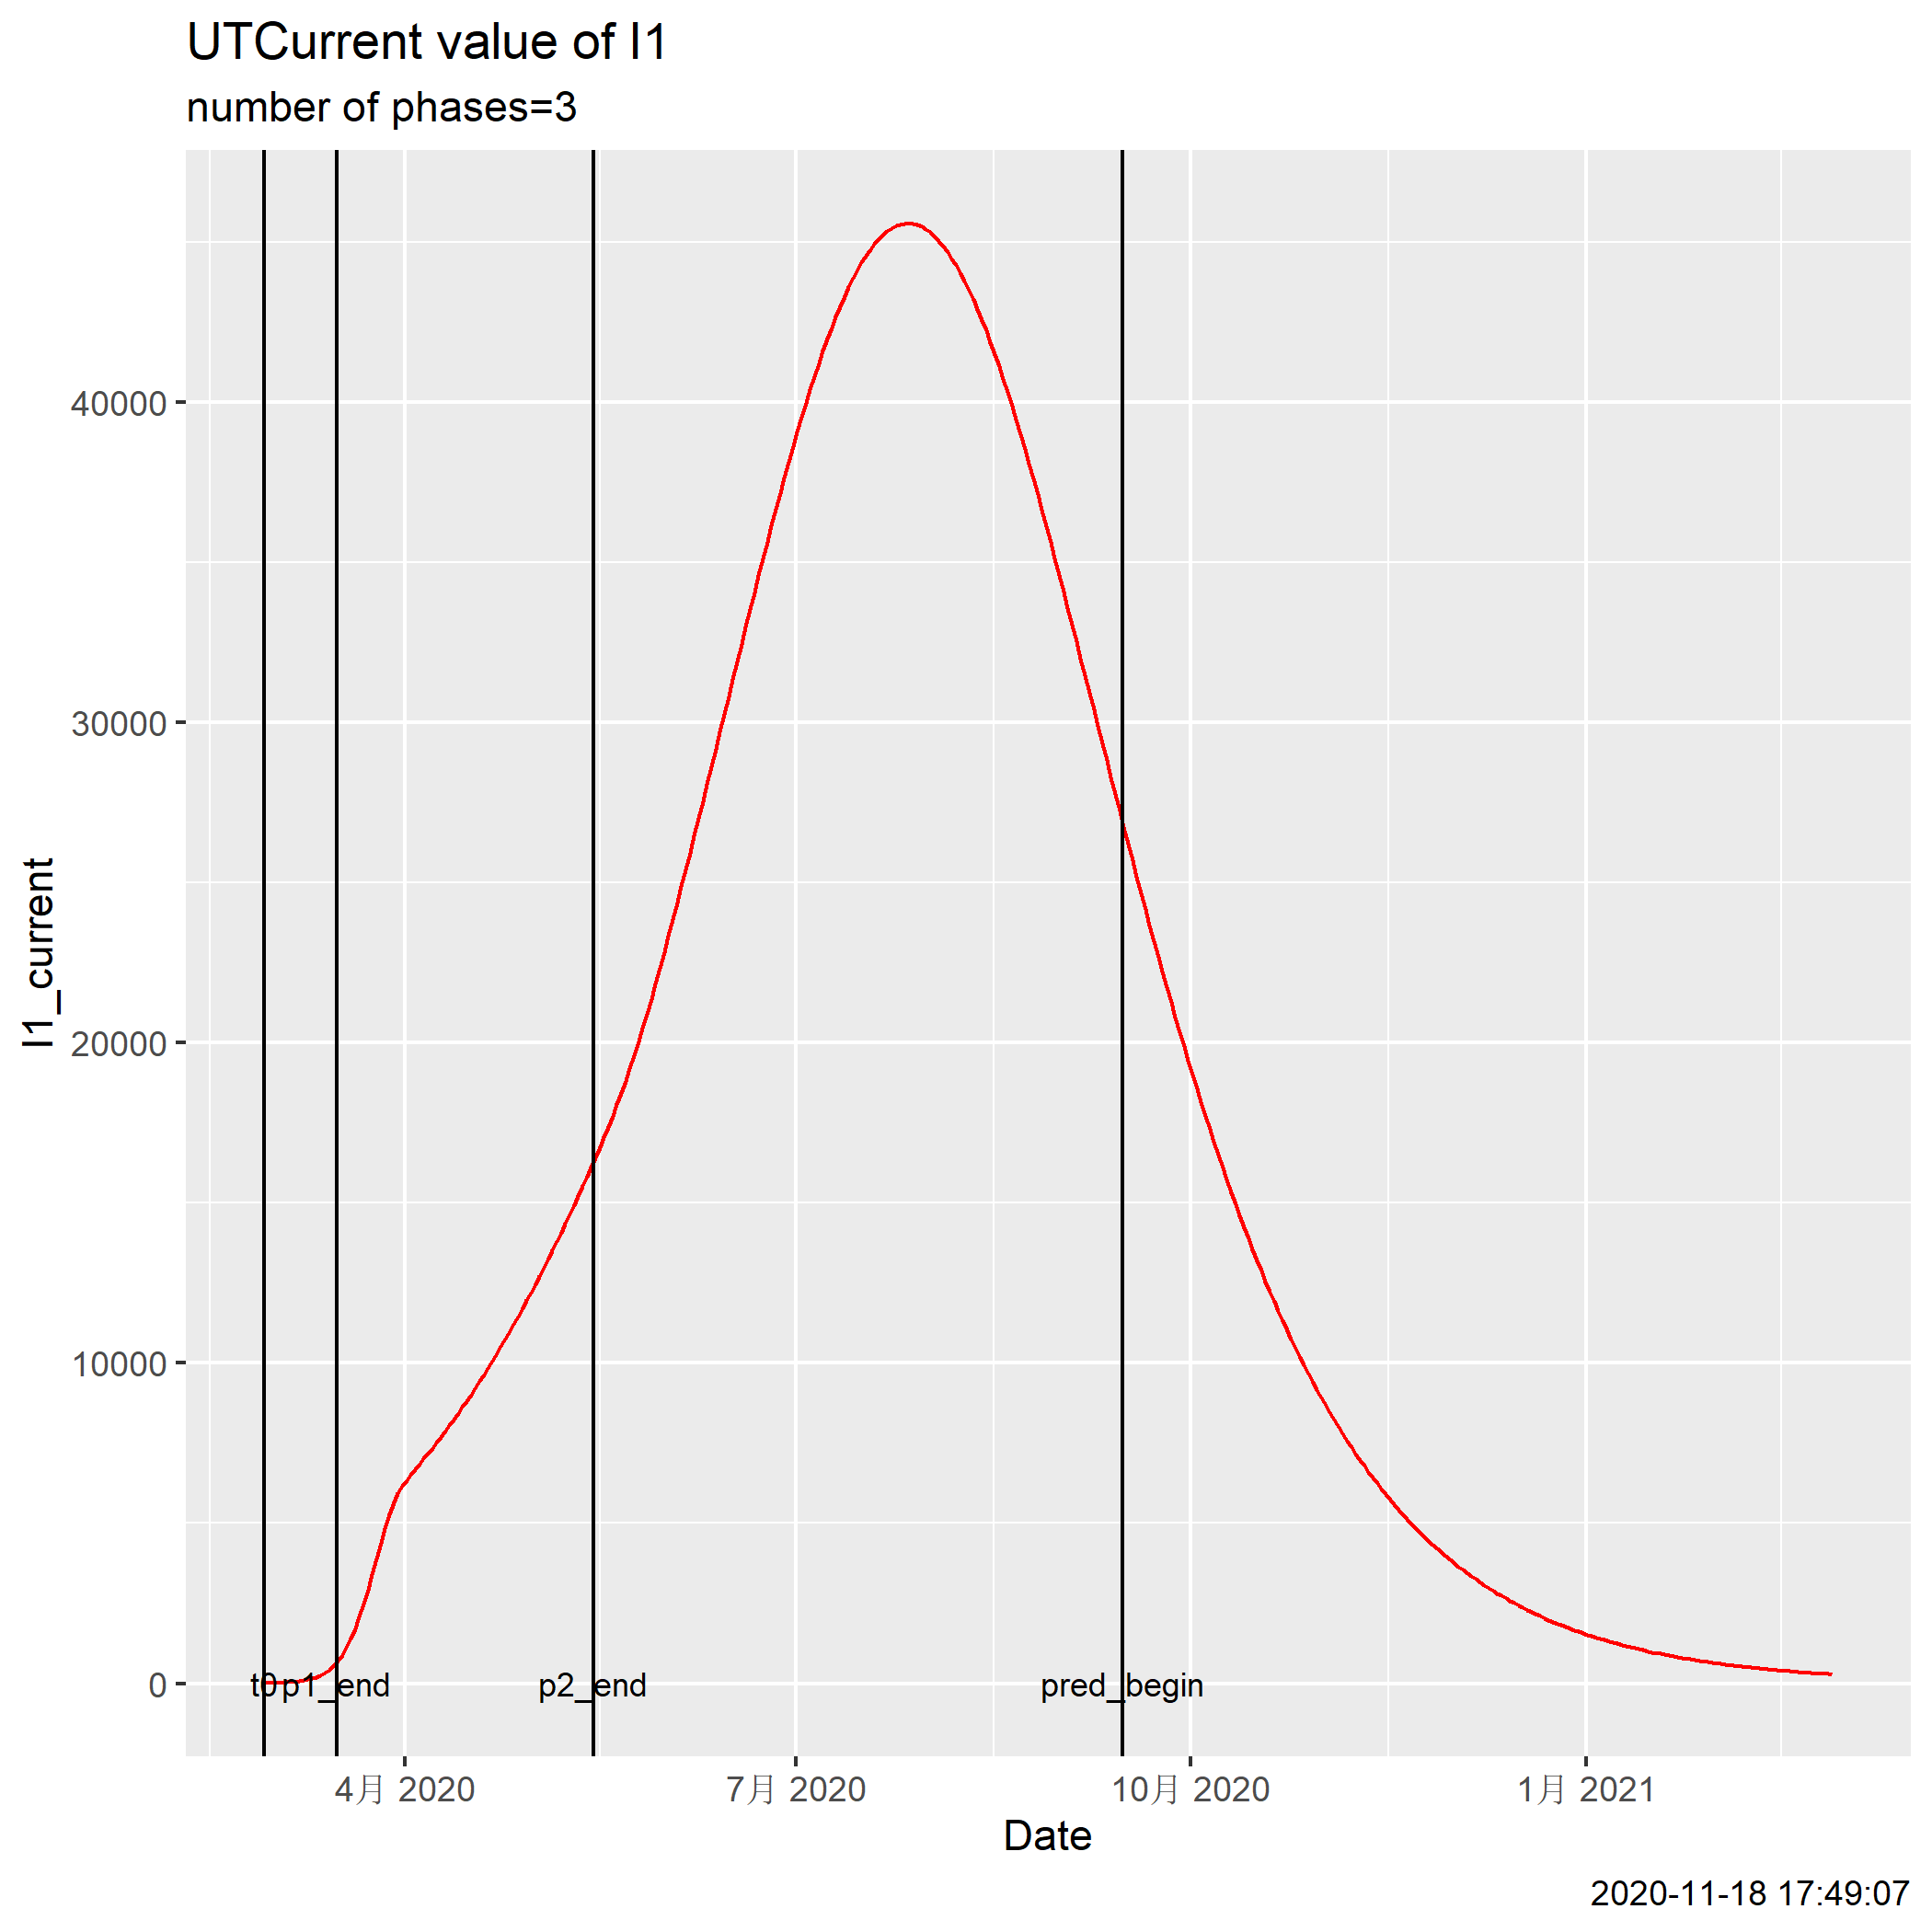 UTCurrent value of I1
number of phases=3
I1_current
40000
30000
20000
10000
0
t0 p1_end p2_end pred_begin
4月 2020 7月 2020 10月 2020 1月 2021
Date
2020-11-18 17:49:07